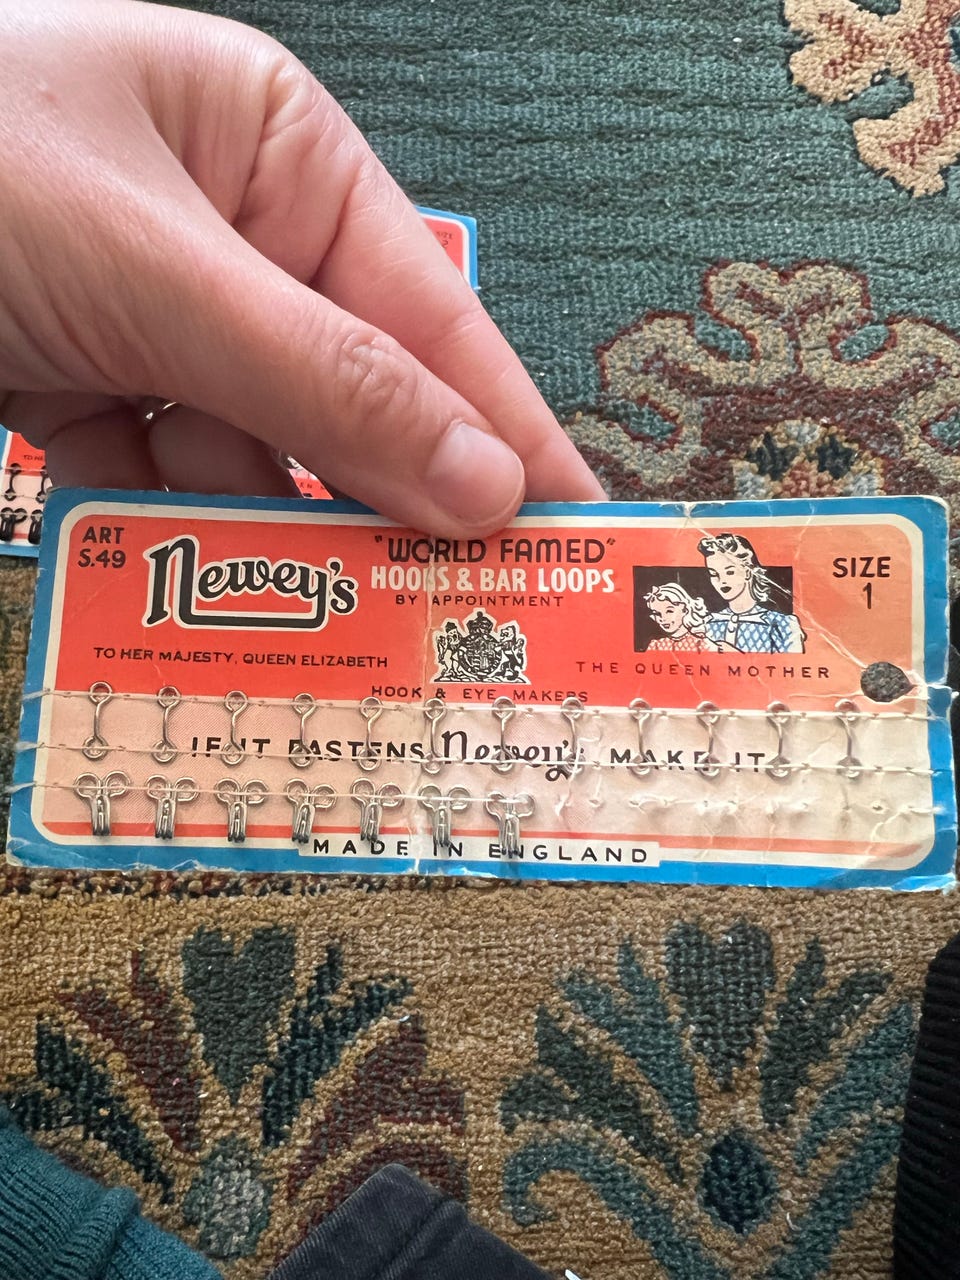 ART
S.49
Newey's
"WORLD FAMED"
HOOKS & BAR LOOPS
BY APPOINTMENT
SIZE
1
TO HER MAJESTY, QUEEN ELIZABETH
THE QUEEN MOTHER
HOOK & EYE MAKERS
IF IT FASTENS Newey's MAKE IT
MADE IN ENGLAND
SIZE